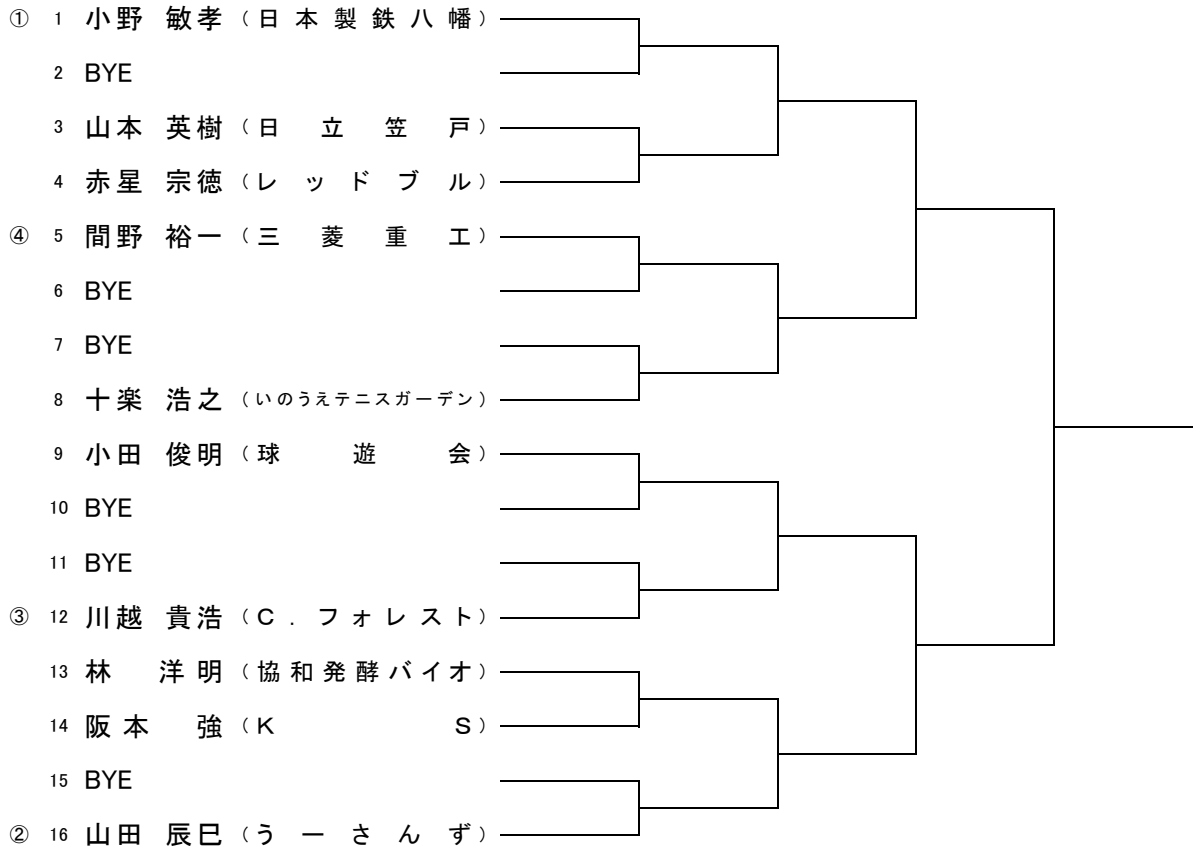 ① 1 小野 敏孝 (日本製鉄八幡)
2 BYE
3 山本 英樹 (日立笠戸)
4 赤星 宗徳 (レッドブル)
④ 5 間野 裕一 (三菱重工)
6 BYE
7 BYE
8 十楽 浩之 (いのうえテニスガーデン)
9 小田 俊明 (球遊会)
10 BYE
11 BYE
③ 12 川越 貴浩 (C.フォレスト)
13 林 洋明 (協和発酵バイオ)
14 阪本 強 (KS)
15 BYE
② 16 山田 辰巳 (うーさんず)